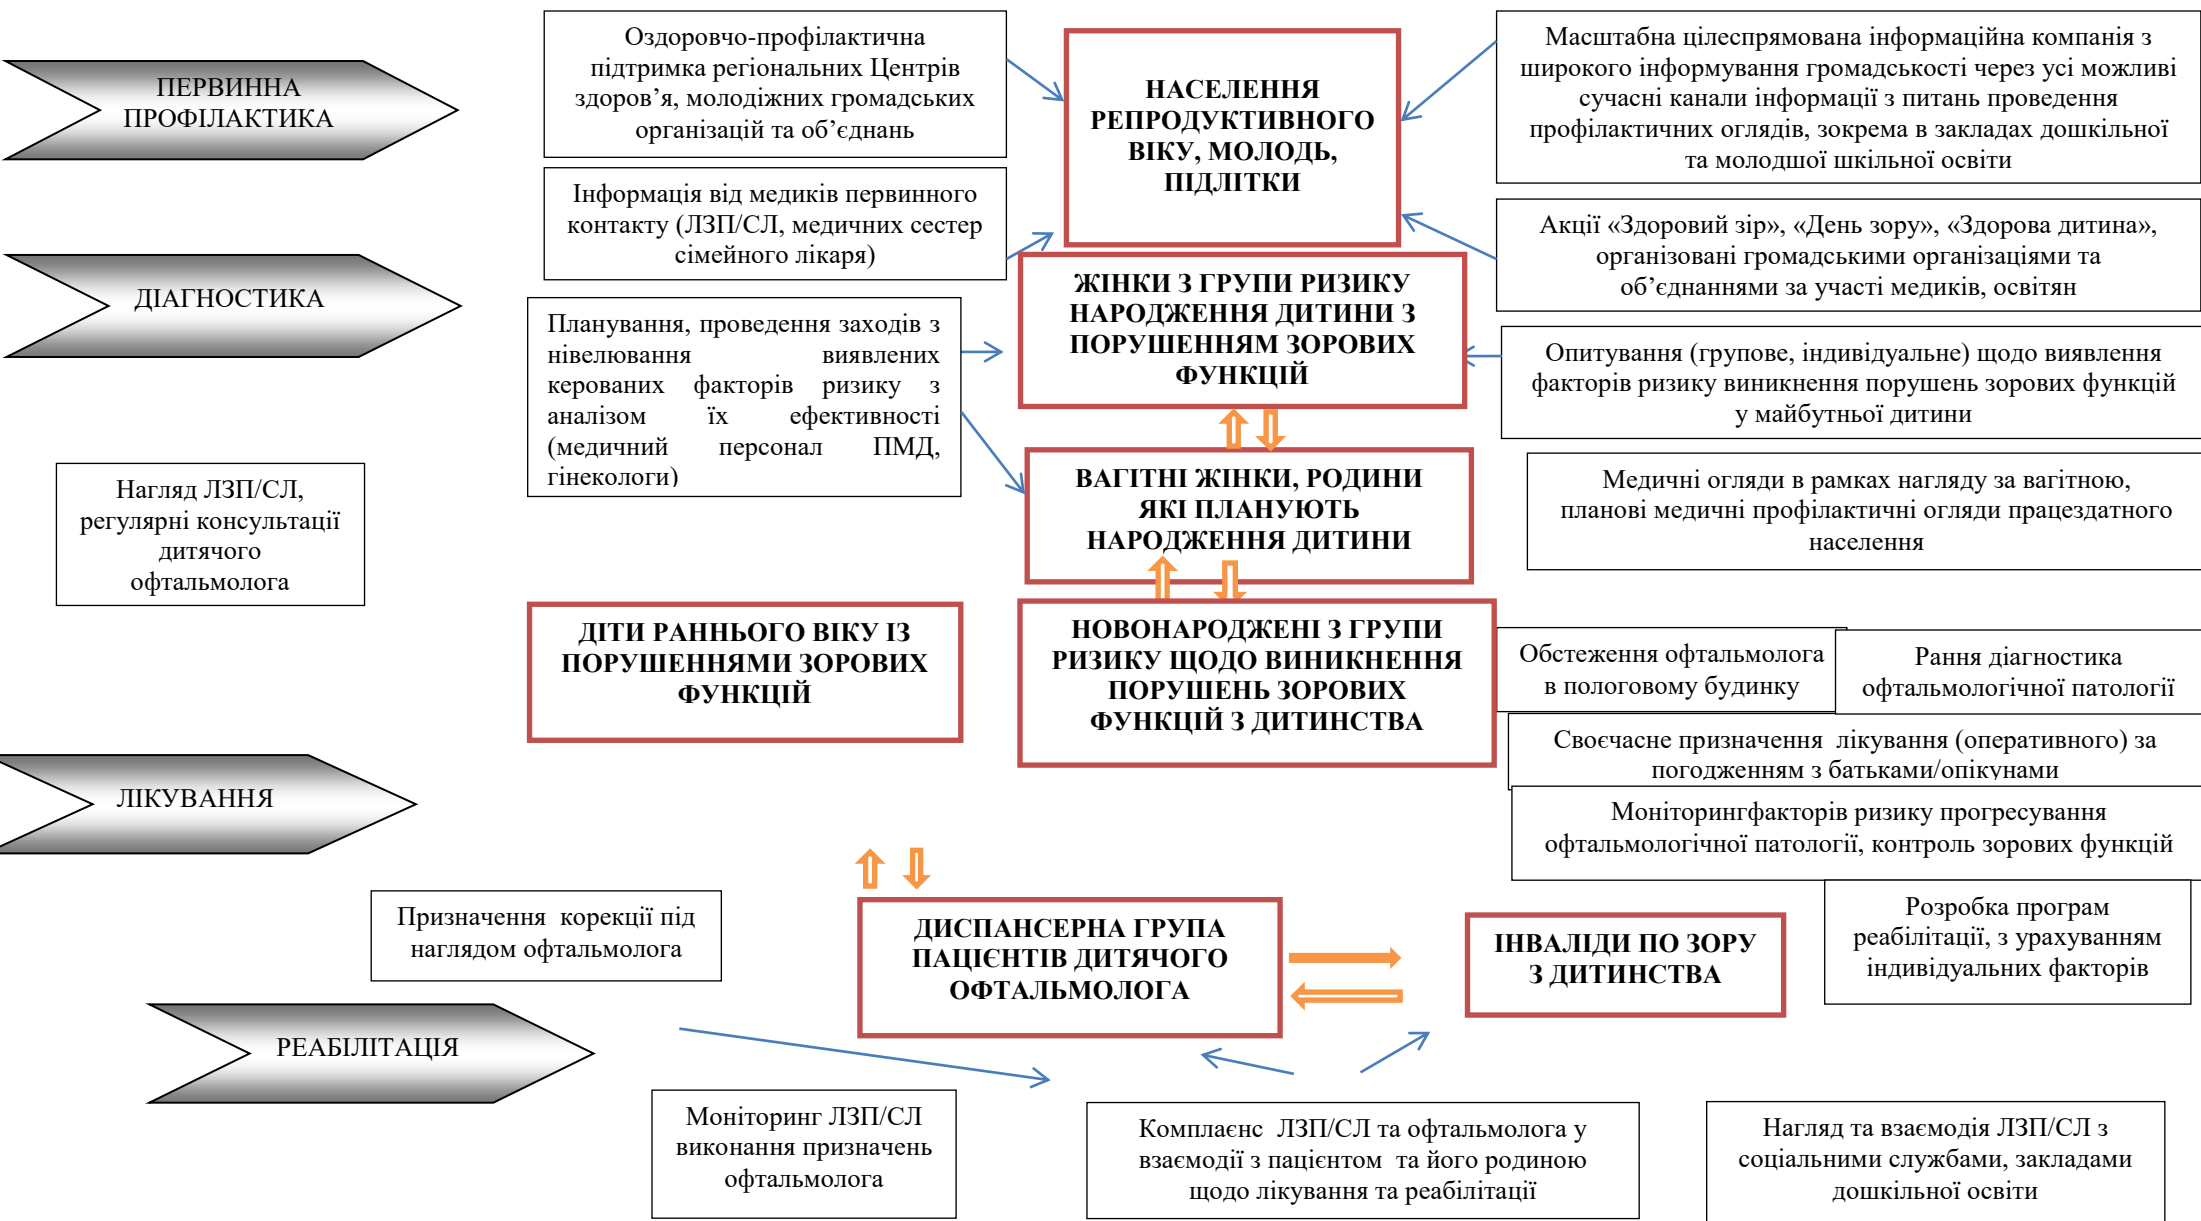 ПЕРВИННА
ПРОФІЛАКТИКА
Оздоровчо-профілактична
підтримка регіональних Центрів
здоров’я, молодіжних громадських
організацій та об’єднань
НАСЕЛЕННЯ
РЕПРОДУКТИВНОГО
ВІКУ, МОЛОДЬ,
ПІДЛІТКИ
Масштабна цілеспрямована інформаційна компанія з
широкого інформування громадськості через усі можливі
сучасні канали інформації з питань проведення
профілактичних оглядів, зокрема в закладах дошкільної
та молодшої шкільної освіти
Інформація від медиків первинного
контакту (ЛЗП/СЛ, медичних сестер
сімейного лікаря)
Акції «Здоровий зір», «День зору», «Здорова дитина»,
організовані громадськими організаціями та
об’єднаннями за участі медиків, освітян
ДІАГНОСТИКА
Планування, проведення заходів з
нівелювання виявлених
керованих факторів ризику з
аналізом їх ефективності
(медичний персонал ПМД,
гінекологи)
ЖІНКИ З ГРУПИ РИЗИКУ
НАРОДЖЕННЯ ДИТИНИ З
ПОРУШЕННЯМ ЗОРОВИХ
ФУНКЦІЙ
Опитування (групове, індивідуальне) щодо виявлення
факторів ризику виникнення порушень зорових функцій
у майбутньої дитини
Нагляд ЛЗП/СЛ,
регулярні консультації
дитячого
офтальмолога
ВАГІТНІ ЖІНКИ, РОДИНИ
ЯКІ ПЛАНУЮТЬ
НАРОДЖЕННЯ ДИТИНИ
Медичні огляди в рамках нагляду за вагітною,
планові медичні профілактичні огляди працездатного
населення
ДІТИ РАННЬОГО ВІКУ ІЗ
ПОРУШЕННЯМИ ЗОРОВИХ
ФУНКЦІЙ
НОВОНАРОДЖЕНІ З ГРУПИ
РИЗИКУ ЩОДО ВИНИКНЕННЯ
ПОРУШЕНЬ ЗОРОВИХ
ФУНКЦІЙ З ДИТИНСТВА
Обстеження офтальмолога
в пологовому будинку
Рання діагностика
офтальмологічної патології
Своєчасне призначення лікування (оперативного) за
погодженням з батьками/опікунами
ЛІКУВАННЯ
Моніторингфакторів ризику прогресування
офтальмологічної патології, контроль зорових функцій
Призначення корекції під
наглядом офтальмолога
ДИСПАНСЕРНА ГРУПА
ПАЦІЄНТІВ ДИТЯЧОГО
ОФТАЛЬМОЛОГА
ІНВАЛІДИ ПО ЗОРУ
З ДИТИНСТВА
Розробка програм
реабілітації, з урахуванням
індивідуальних факторів
РЕАБІЛІТАЦІЯ
Моніторинг ЛЗП/СЛ
виконання призначень
офтальмолога
Комплаєнс ЛЗП/СЛ та офтальмолога у
взаємодії з пацієнтом та його родиною
щодо лікування та реабілітації
Нагляд та взаємодія ЛЗП/СЛ з
соціальними службами, закладами
дошкільної освіти